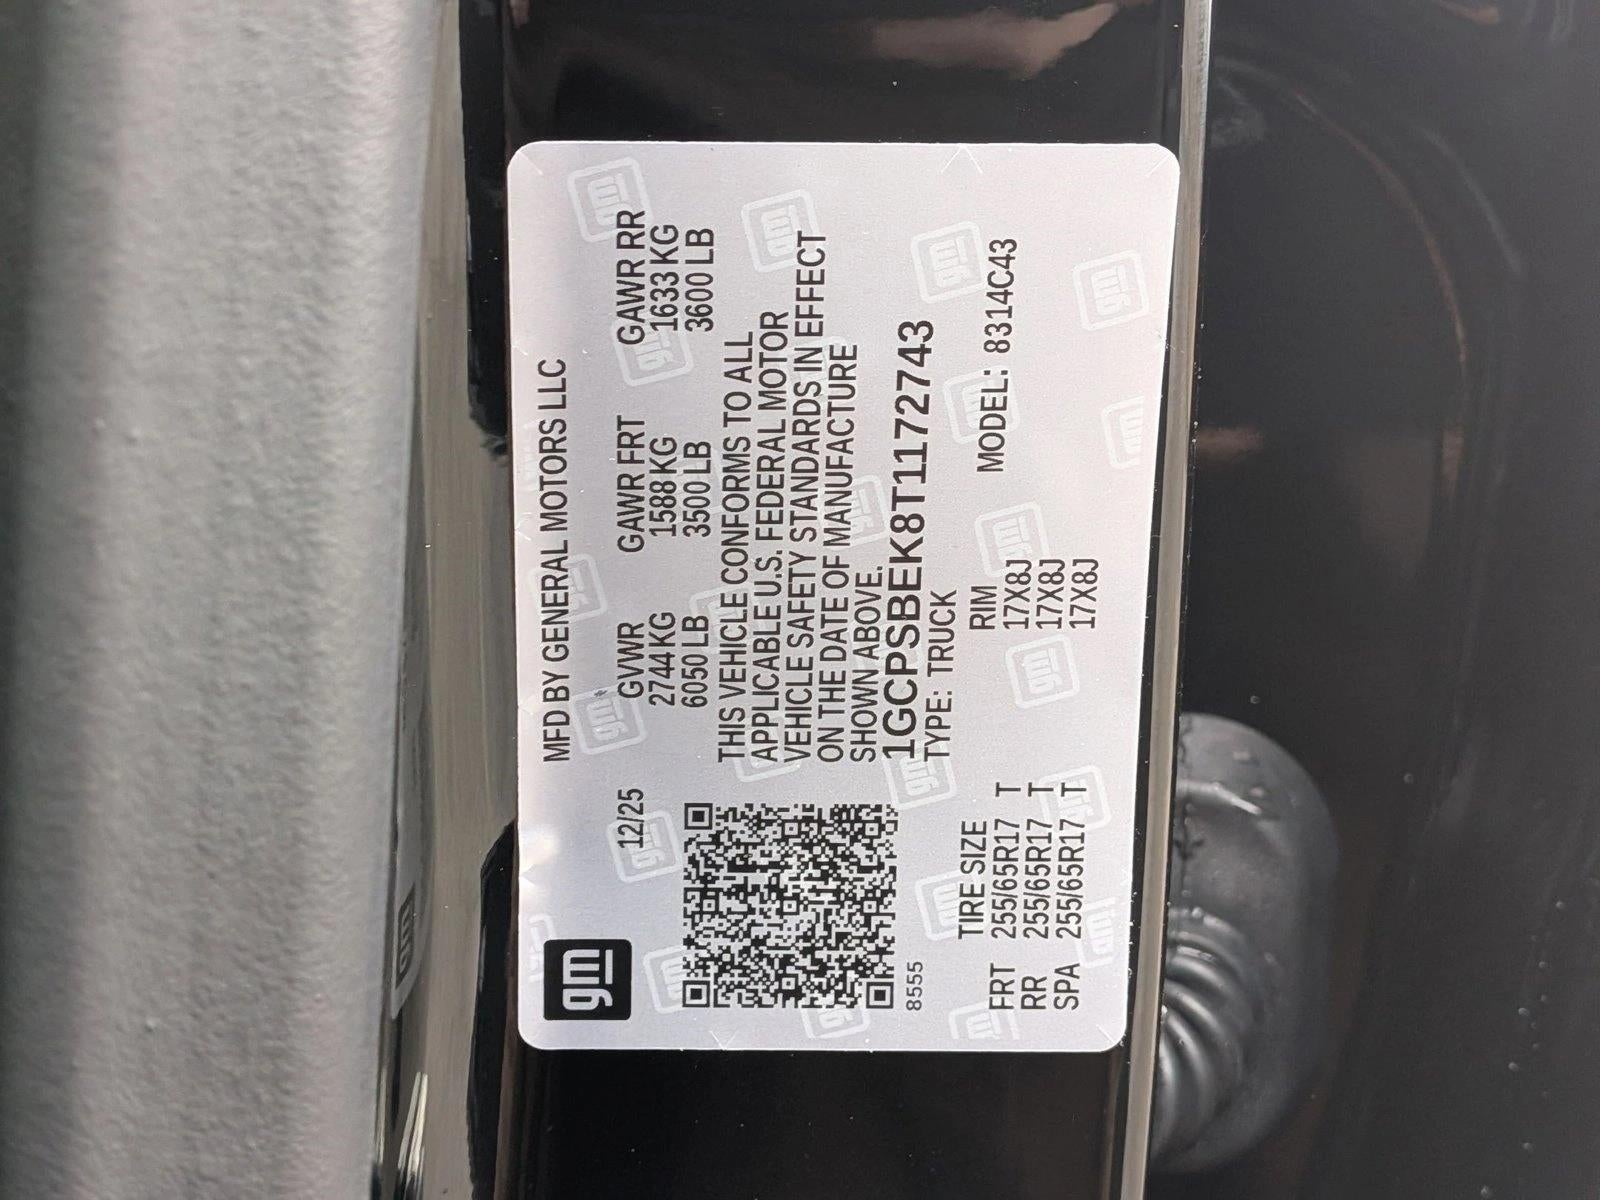 gm
MFD BY GENERAL MOTORS LLC
12/25
GVWR GAWR FRT GAWR RR
2744 KG 1588 KG 1633 KG
6050 LB 3500 LB 3600 LB
THIS VEHICLE CONFORMS TO ALL
APPLICABLE U.S. FEDERAL MOTOR
VEHICLE SAFETY STANDARDS IN EFFECT
ON THE DATE OF MANUFACTURE
SHOWN ABOVE.
1GCPSBEK8T1172743
TYPE: TRUCK
8555
MODEL: 8314C43
TIRE SIZE RIM
FRT 255/65R17 T 17X8J
RR 255/65R17 T 17X8J
SPA 255/65R17 T 17X8J